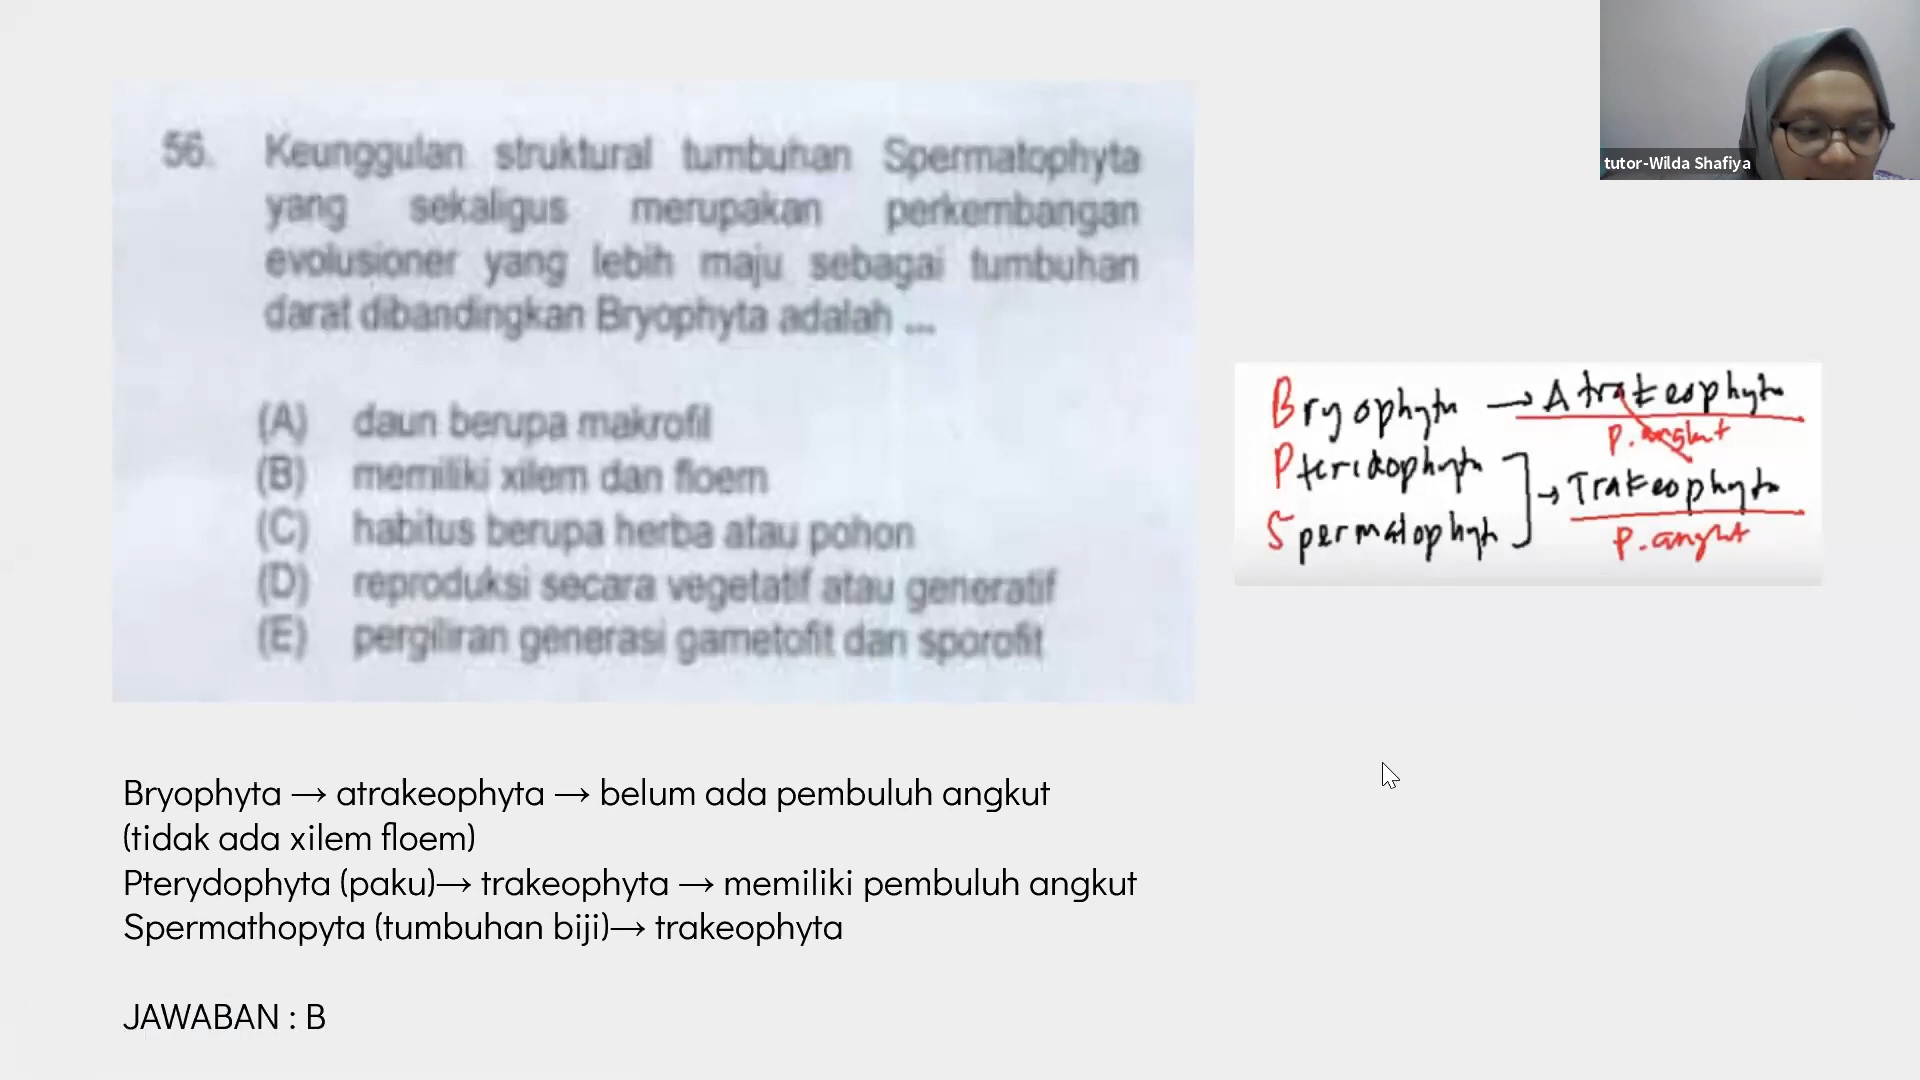 tutor-Wilda Shafiya
56. Keunggulan struktural tumbuhan Spermatophyta
yang sekaligus merupakan perkembangan
evolusioner yang lebih maju sebagai tumbuhan
darat dibandingkan Bryophyta adalah ...
(A) daun berupa makrofil
(B) memiliki xilem dan floem
(C) habitus berupa herba atau pohon
(D) reproduksi secara vegetatif atau generatif
(E) pergiliran generasi gametofit dan sporofit
Bryophyta → Atrakeophyta
P. angkut
Pteridophyta
→ Trakeophyta
Spermatophyta
P. angkut
Bryophyta → atrakeophyta → belum ada pembuluh angkut
(tidak ada xilem floem)
Pterydophyta (paku)→ trakeophyta → memiliki pembuluh angkut
Spermathopyta (tumbuhan biji)→ trakeophyta
JAWABAN : B